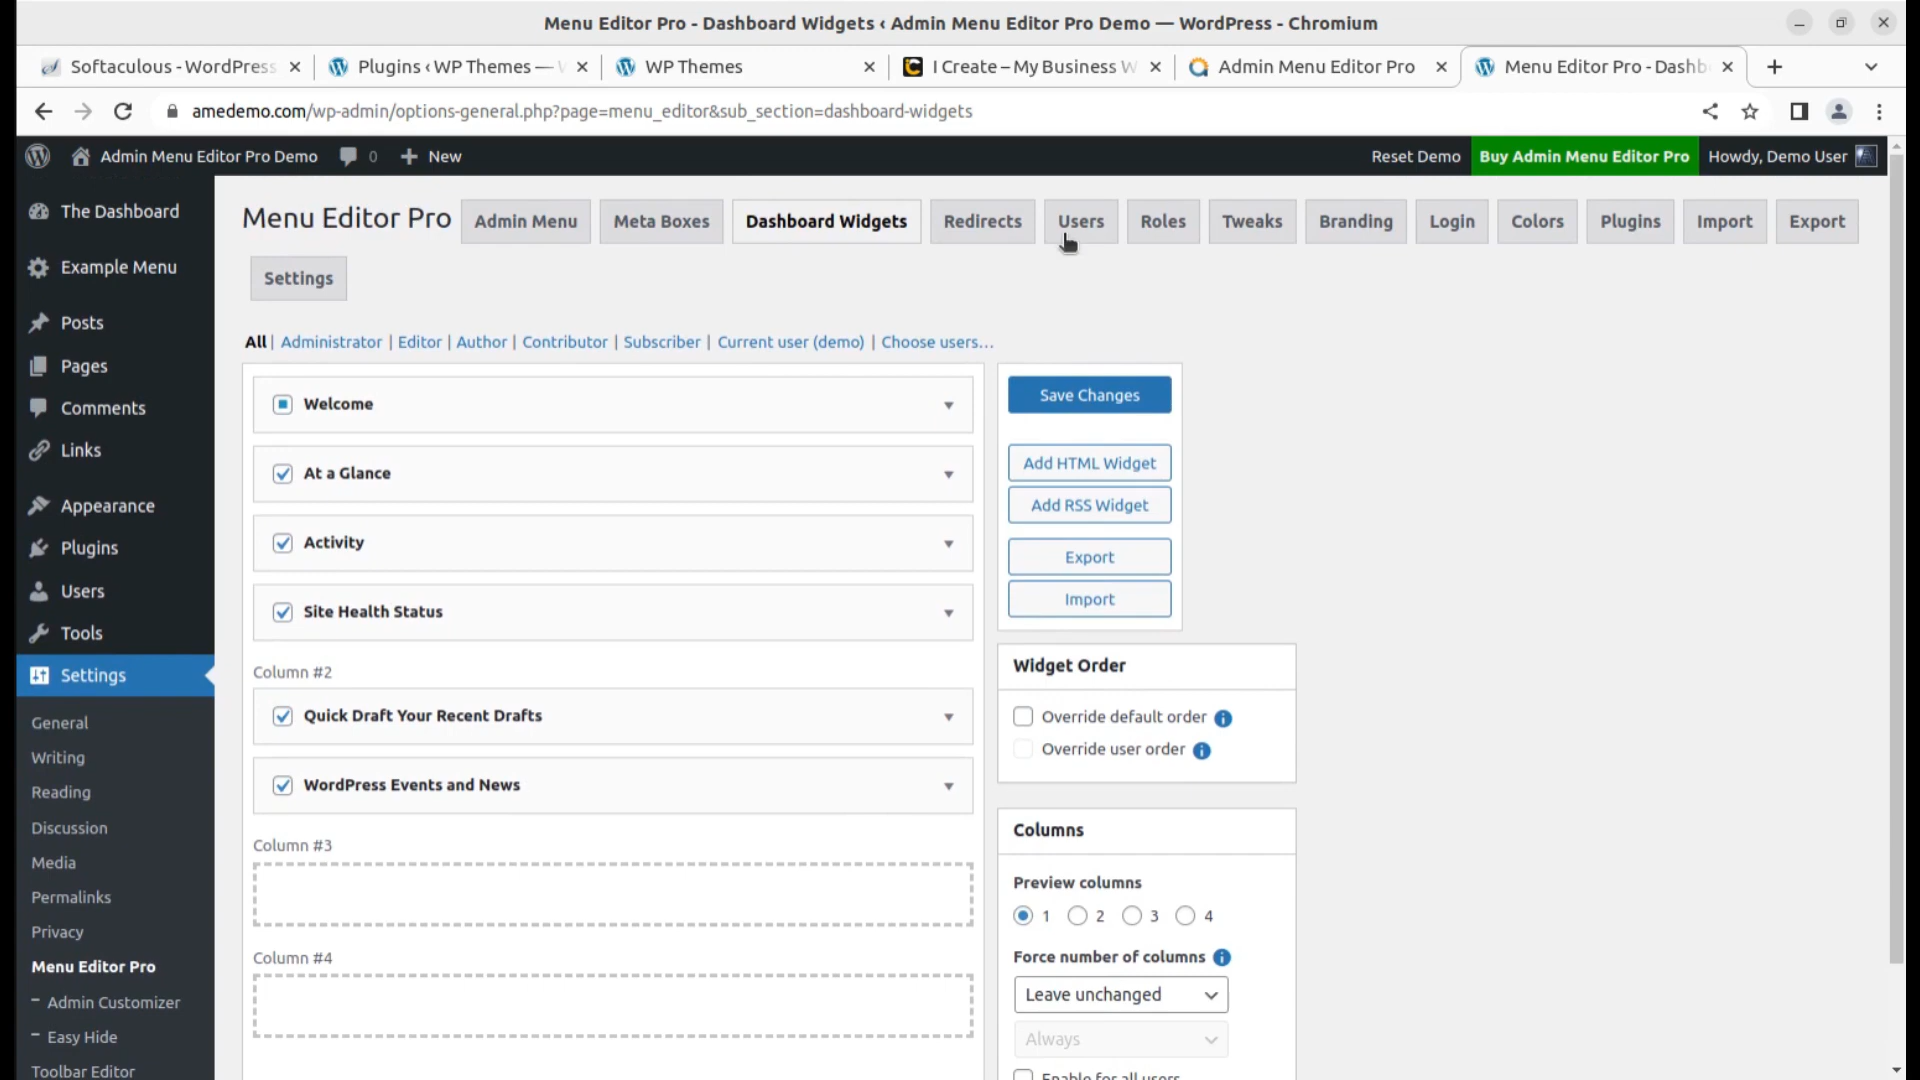 Menu Editor Pro - Dashboard Widgets ‹ Admin Menu Editor Pro Demo — WordPress - Chromium
Softaculous - WordPress
Plugins ‹ WP Themes —
WP Themes
I Create – My Business W
Admin Menu Editor Pro
Menu Editor Pro - Dashb
amedemo.com/wp-admin/options-general.php?page=menu_editor&sub_section=dashboard-widgets
Admin Menu Editor Pro Demo
0
New
Reset Demo
Buy Admin Menu Editor Pro
Howdy, Demo User
The Dashboard
Example Menu
Posts
Pages
Comments
Links
Appearance
Plugins
Users
Tools
Settings
General
Writing
Reading
Discussion
Media
Permalinks
Privacy
Menu Editor Pro
– Admin Customizer
– Easy Hide
Toolbar Editor
Menu Editor Pro
Admin Menu
Meta Boxes
Dashboard Widgets
Redirects
Users
Roles
Tweaks
Branding
Login
Colors
Plugins
Import
Export
Settings
All | Administrator | Editor | Author | Contributor | Subscriber | Current user (demo) | Choose users…
Welcome
At a Glance
Activity
Site Health Status
Column #2
Quick Draft Your Recent Drafts
WordPress Events and News
Column #3
Column #4
Save Changes
Add HTML Widget
Add RSS Widget
Export
Import
Widget Order
Override default order
Override user order
Columns
Preview columns
1 2 3 4
Force number of columns
Leave unchanged
Always
Enable for all users